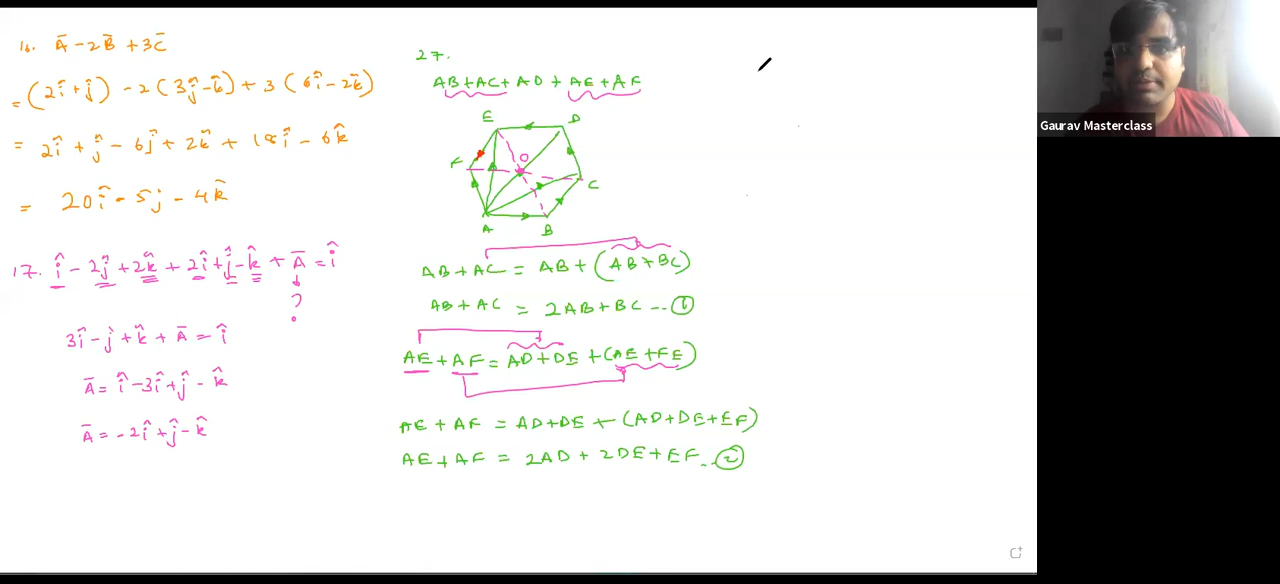 16. A̅ - 2B̅ + 3C̅
= (2î + ĵ) - 2(3ĵ - k̂) + 3(6î - 2k̂)
= 2î + ĵ - 6ĵ + 2k̂ + 18î - 6k̂
= 20î - 5ĵ - 4k̂
17. î - 2ĵ + 2k̂ + 2î + ĵ - k̂ + A̅ = î
?
3î - ĵ + k̂ + A̅ = î
A̅ = î - 3î + ĵ - k̂
A̅ = -2î + ĵ - k̂
27.
AB + AC + AD + AE + AF
E D
F O
C
A B
AB + AC = AB + (AB + BC)
AB + AC = 2AB + BC -- ①
AE + AF = AD + DE + (AE + FE)
AE + AF = AD + DE + (AD + DE + EF)
AE + AF = 2AD + 2DE + EF -- ②
Gaurav Masterclass